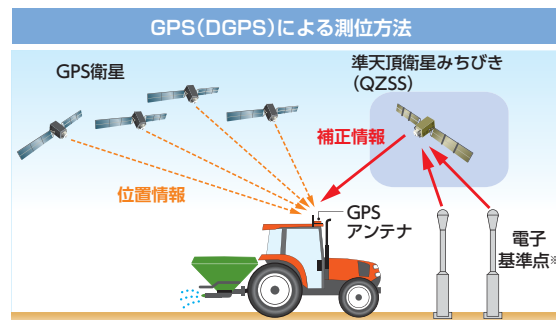 GPS(DGPS)による測位方法
GPS衛星
準天頂衛星みちびき
(QZSS)
補正情報
位置情報
GPS
アンテナ
電子
基準点※